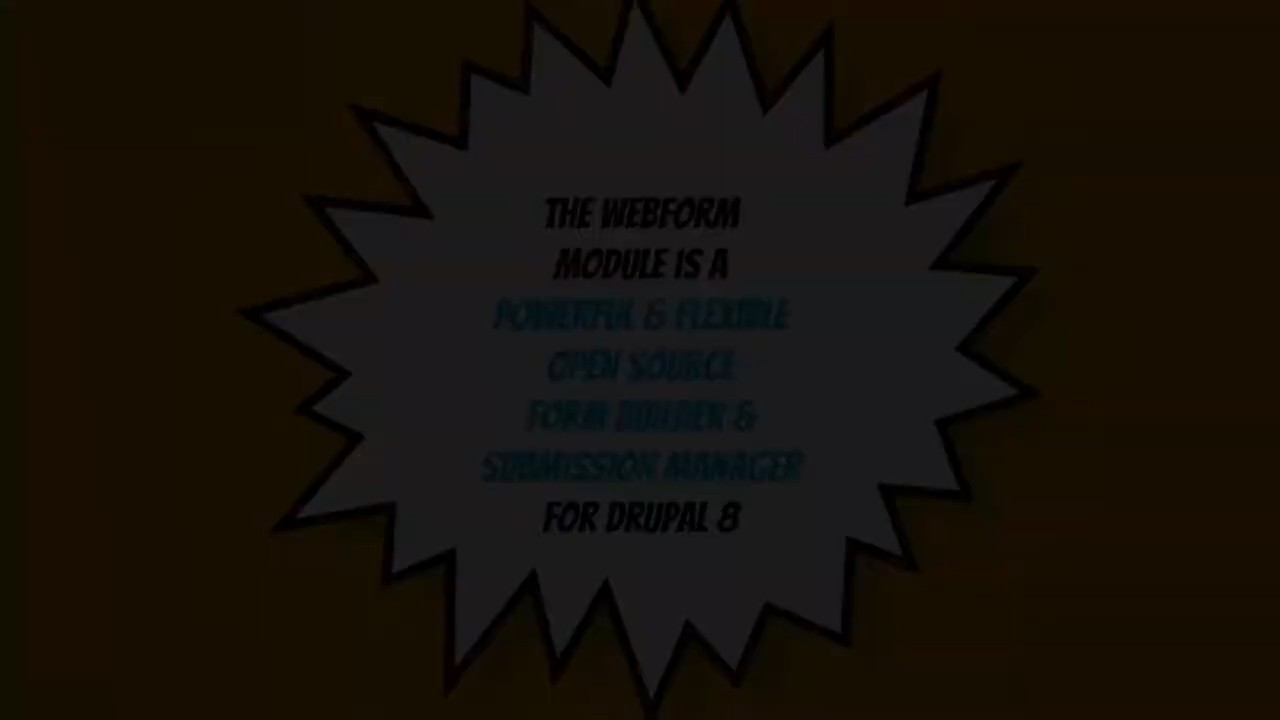 THE WEBFORM
MODULE IS A
POWERFUL & FLEXIBLE
OPEN SOURCE
FORM BUILDER &
SUBMISSION MANAGER
FOR DRUPAL 8